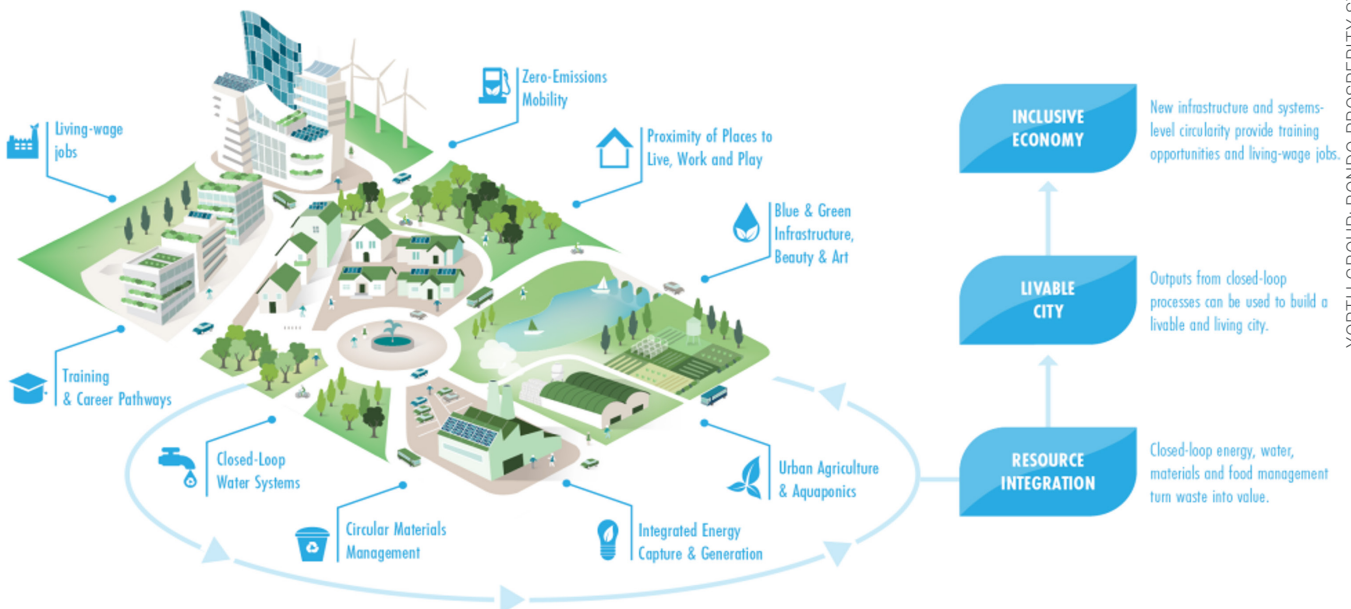 Zero-Emissions
Mobility
Living-wage
jobs
Proximity of Places to
Live, Work and Play
Blue & Green
Infrastructure,
Beauty & Art
Training
& Career Pathways
Closed-Loop
Water Systems
Circular Materials
Management
Integrated Energy
Capture & Generation
Urban Agriculture
& Aquaponics
INCLUSIVE
ECONOMY
New infrastructure and systems-
level circularity provide training
opportunities and living-wage jobs.
LIVABLE
CITY
Outputs from closed-loop
processes can be used to build a
livable and living city.
RESOURCE
INTEGRATION
Closed-loop energy, water,
materials and food management
turn waste into value.
GROUP: RONDO PROSPERITY